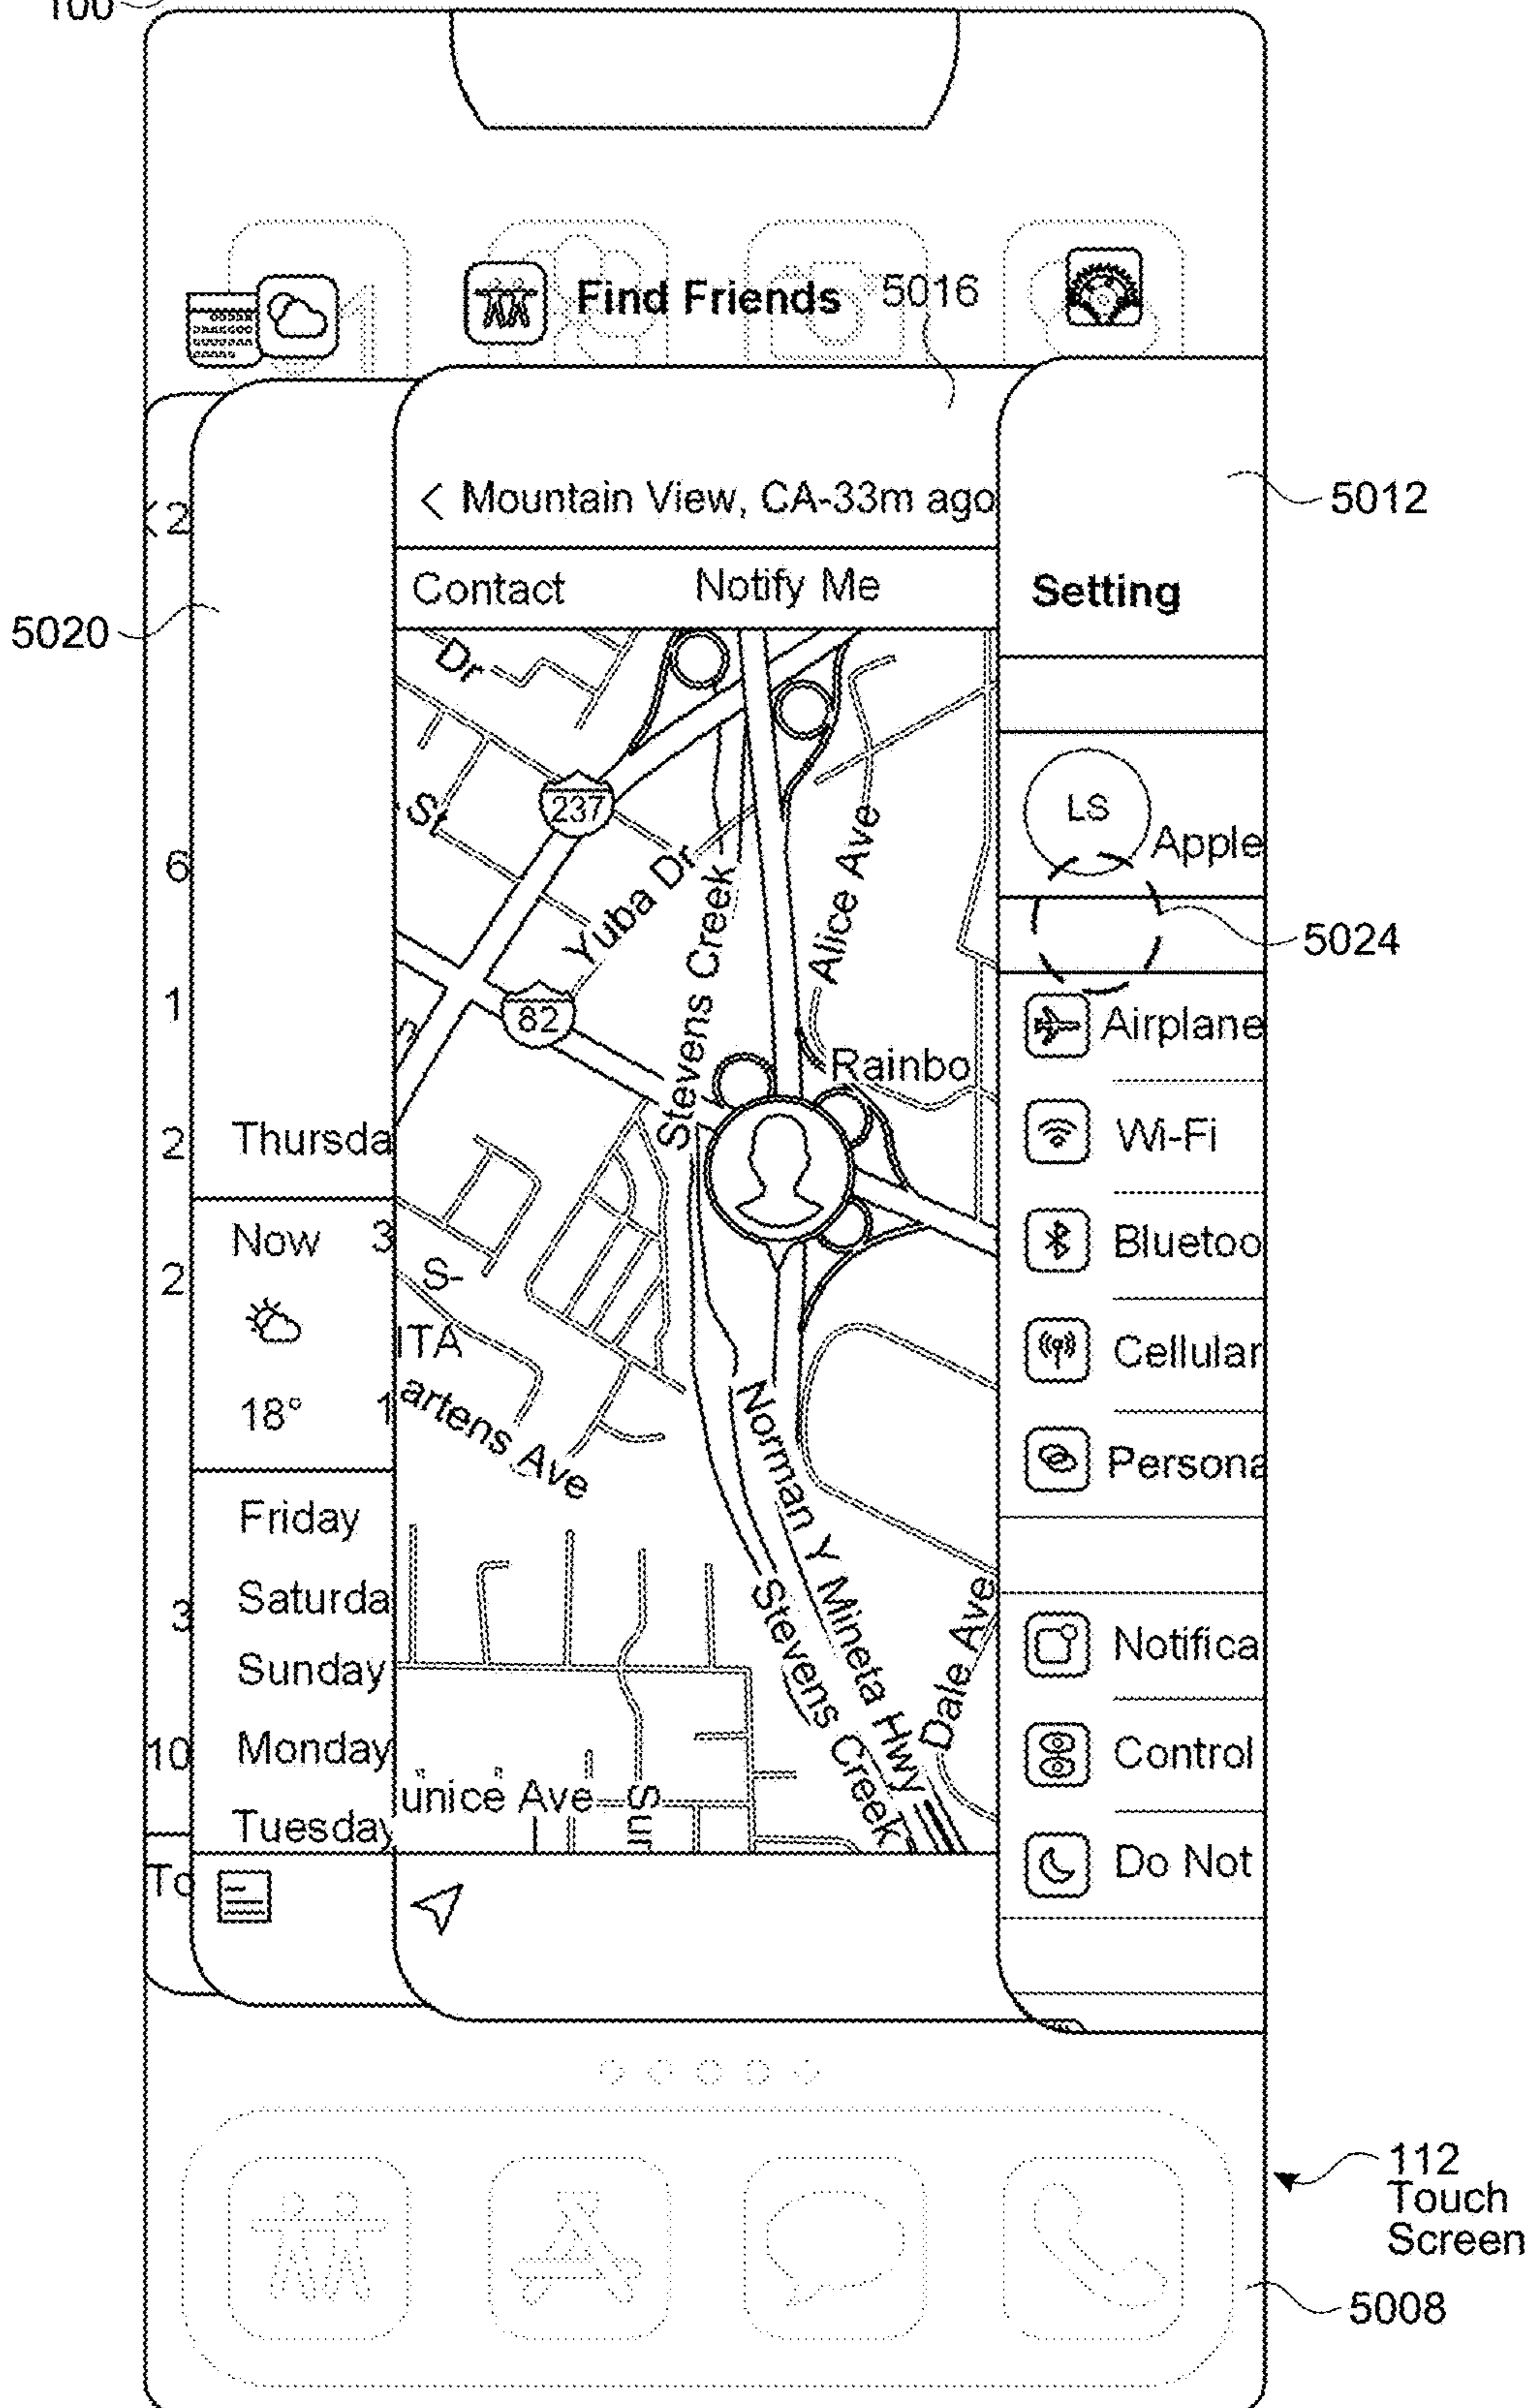 100
Find Friends
5016
5012
5020
5024
< 2
6
1
2
2
3
10
To
Thursda
Now 3
18° 1
Friday
Saturda
Sunday
Monday
Tuesday
< Mountain View, CA-33m ago
Contact Notify Me
Dr
St
237
Yuba Dr
Stevens Creek
Alice Ave
82
Rainbo
S-
ITA
artens Ave
Norman Y Mineta Hwy
Stevens Creek
Dale Ave
unice Ave
Sun
Setting
LS
Apple
Airplane
Wi-Fi
Bluetoo
Cellular
Persona
Notifica
Control
Do Not
112
Touch
Screen
5008